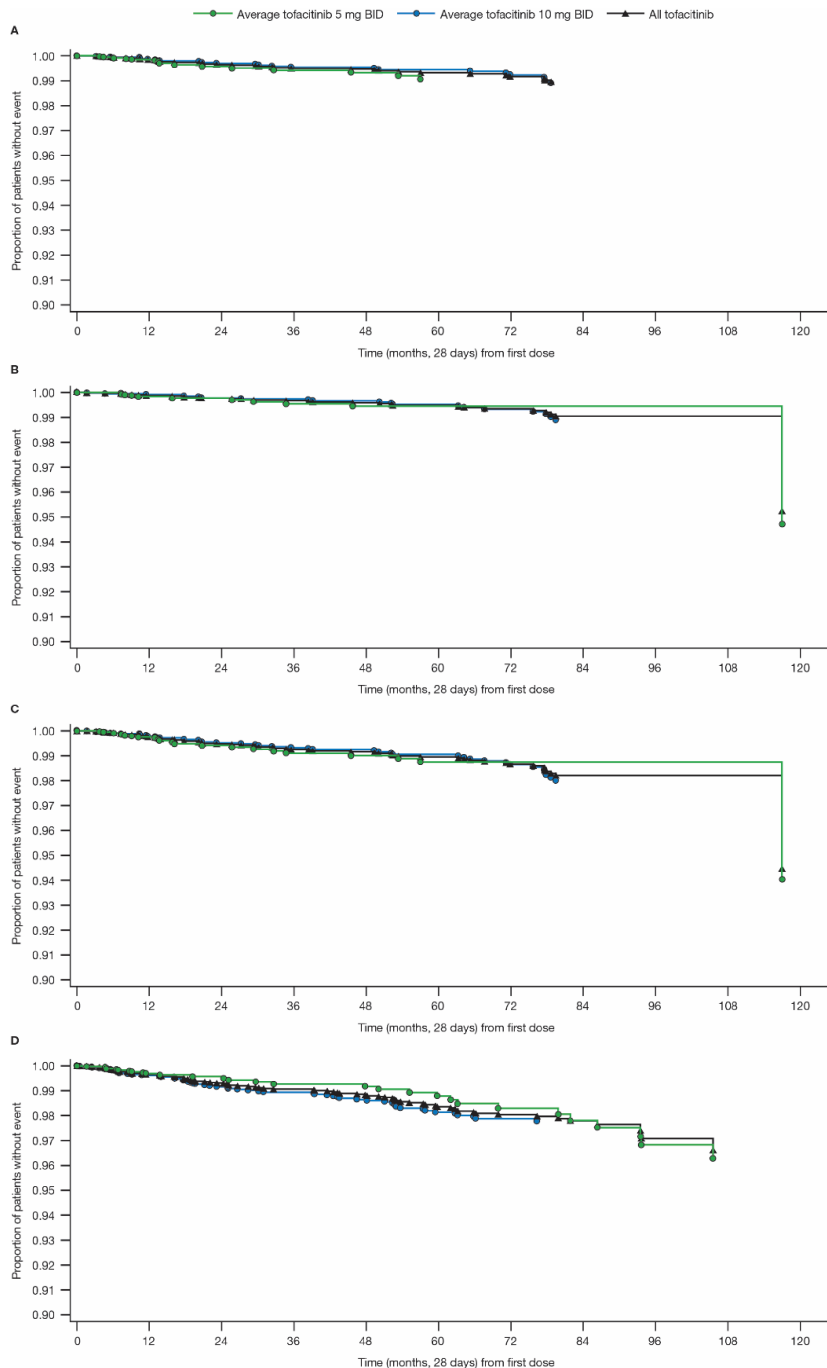 Average tofacitinib 5 mg BID Average tofacitinib 10 mg BID All tofacitinib
A
Proportion of patients without event
1.00
0.99
0.98
0.97
0.96
0.95
0.94
0.93
0.92
0.91
0.90
0 12 24 36 48 60 72 84 96 108 120
Time (months, 28 days) from first dose
B
Proportion of patients without event
1.00
0.99
0.98
0.97
0.96
0.95
0.94
0.93
0.92
0.91
0.90
0 12 24 36 48 60 72 84 96 108 120
Time (months, 28 days) from first dose
C
Proportion of patients without event
1.00
0.99
0.98
0.97
0.96
0.95
0.94
0.93
0.92
0.91
0.90
0 12 24 36 48 60 72 84 96 108 120
Time (months, 28 days) from first dose
D
Proportion of patients without event
1.00
0.99
0.98
0.97
0.96
0.95
0.94
0.93
0.92
0.91
0.90
0 12 24 36 48 60 72 84 96 108 120
Time (months, 28 days) from first dose